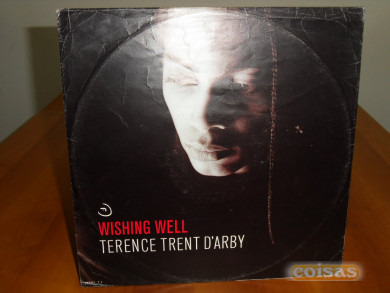 WISHING WELL
TERENCE TRENT D'ARBY
coisas